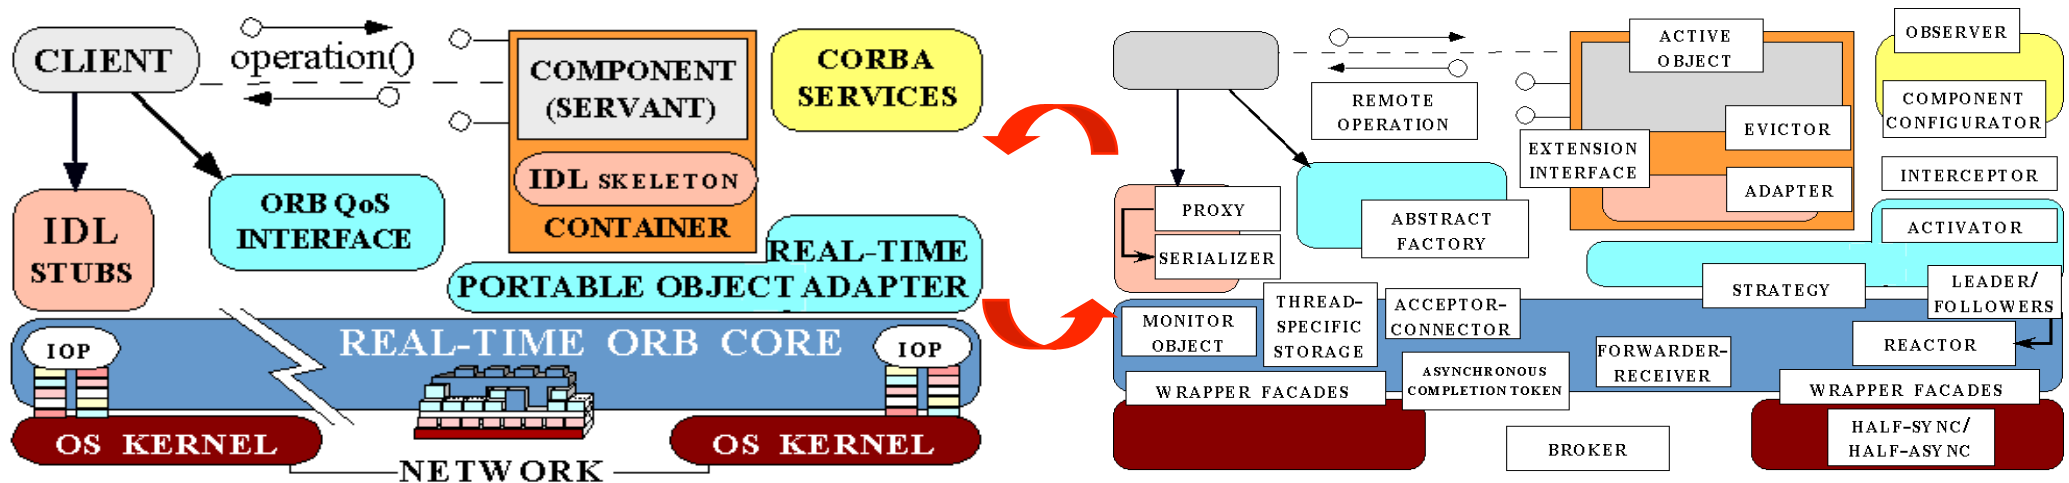 CLIENT
operation()
COMPONENT
(SERVANT)
CORBA
SERVICES
IDL SKELETON
CONTAINER
IDL
STUBS
ORB QoS
INTERFACE
REAL-TIME
PORTABLE OBJECT ADAPTER
REAL-TIME ORB CORE
IOP
IOP
OS KERNEL
OS KERNEL
NETWORK
ACTIVE
OBJECT
OBSERVER
REMOTE
OPERATION
COMPONENT
CONFIGURATOR
EVICTOR
EXTENSION
INTERFACE
INTERCEPTOR
ADAPTER
PROXY
ABSTRACT
FACTORY
ACTIVATOR
SERIALIZER
STRATEGY
LEADER/
FOLLOWERS
MONITOR
OBJECT
THREAD-
SPECIFIC
STORAGE
ACCEPTOR-
CONNECTOR
FORWARDER-
RECEIVER
REACTOR
WRAPPER FACADES
ASYNCHRONOUS
COMPLETION TOKEN
WRAPPER FACADES
BROKER
HALF-SYNC/
HALF-ASYNC